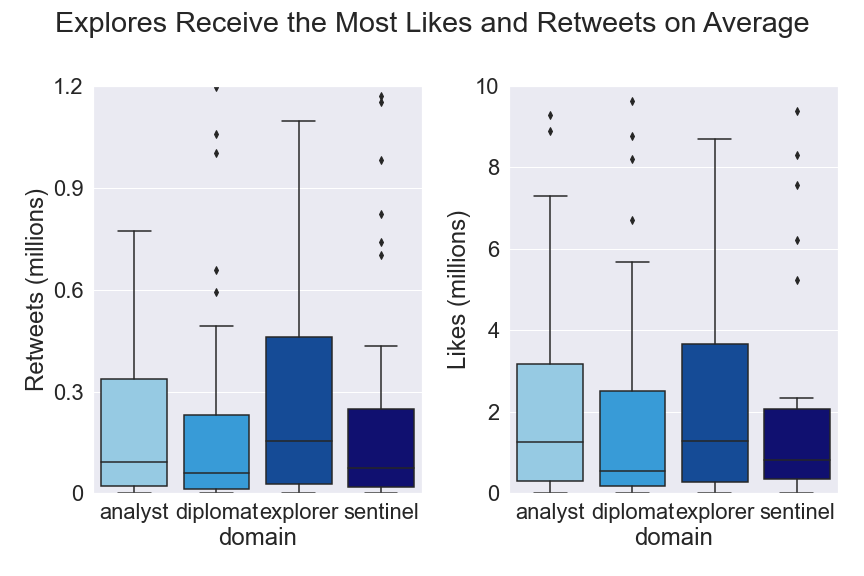 Explores Receive the Most Likes and Retweets on Average
Retweets (millions)
1.2
0.9
0.6
0.3
0
analyst diplomat explorer sentinel
domain
Likes (millions)
10
8
6
4
2
0
analyst diplomat explorer sentinel
domain